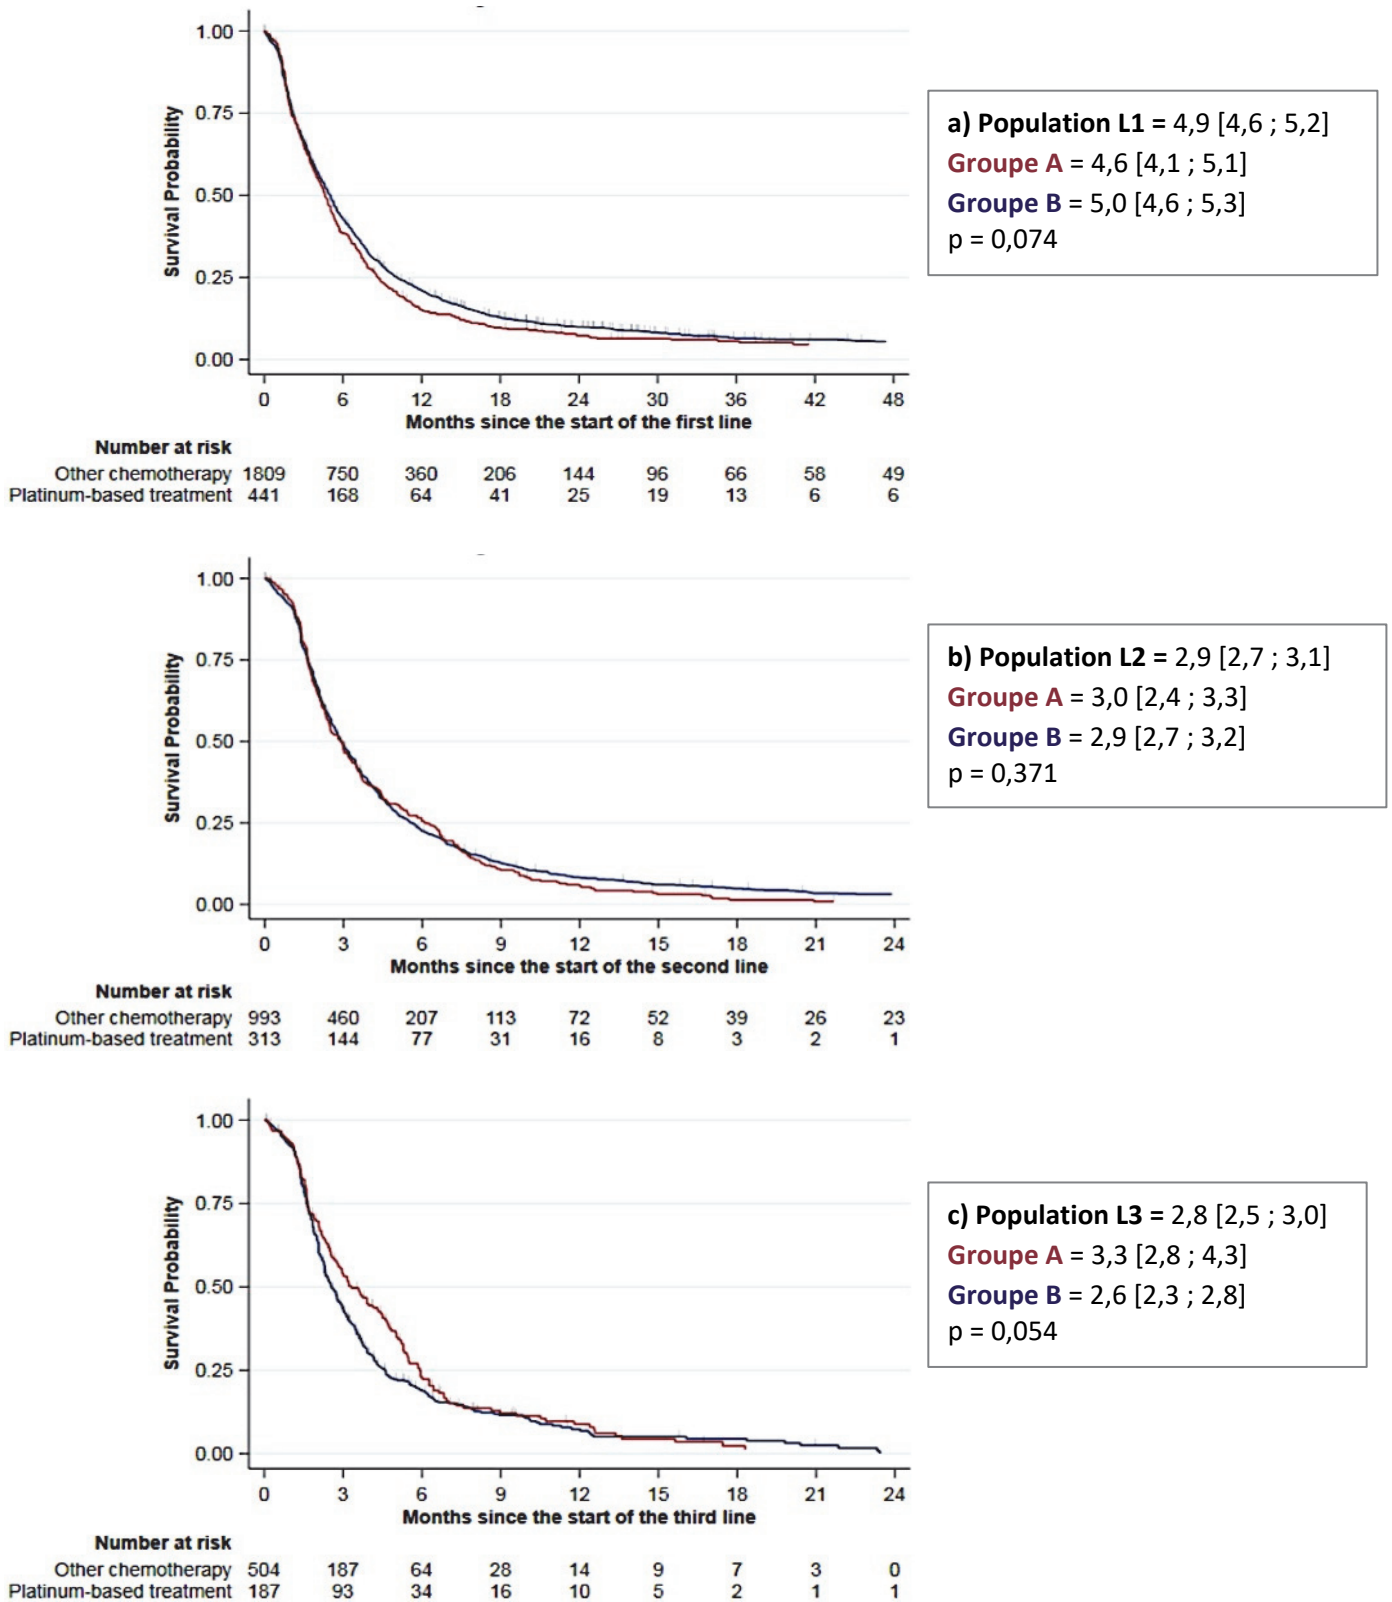 1.00
0.75
0.50
0.25
0.00
Survival Probability
0 6 12 18 24 30 36 42 48
Months since the start of the first line
Number at risk
Other chemotherapy 1809 750 360 206 144 96 66 58 49
Platinum-based treatment 441 168 64 41 25 19 13 6 6
a) Population L1 = 4,9 [4,6 ; 5,2]
Groupe A = 4,6 [4,1 ; 5,1]
Groupe B = 5,0 [4,6 ; 5,3]
p = 0,074
1.00
0.75
0.50
0.25
0.00
Survival Probability
0 3 6 9 12 15 18 21 24
Months since the start of the second line
Number at risk
Other chemotherapy 993 460 207 113 72 52 39 26 23
Platinum-based treatment 313 144 77 31 16 8 3 2 1
b) Population L2 = 2,9 [2,7 ; 3,1]
Groupe A = 3,0 [2,4 ; 3,3]
Groupe B = 2,9 [2,7 ; 3,2]
p = 0,371
1.00
0.75
0.50
0.25
0.00
Survival Probability
0 3 6 9 12 15 18 21 24
Months since the start of the third line
Number at risk
Other chemotherapy 504 187 64 28 14 9 7 3 0
Platinum-based treatment 187 93 34 16 10 5 2 1 1
c) Population L3 = 2,8 [2,5 ; 3,0]
Groupe A = 3,3 [2,8 ; 4,3]
Groupe B = 2,6 [2,3 ; 2,8]
p = 0,054